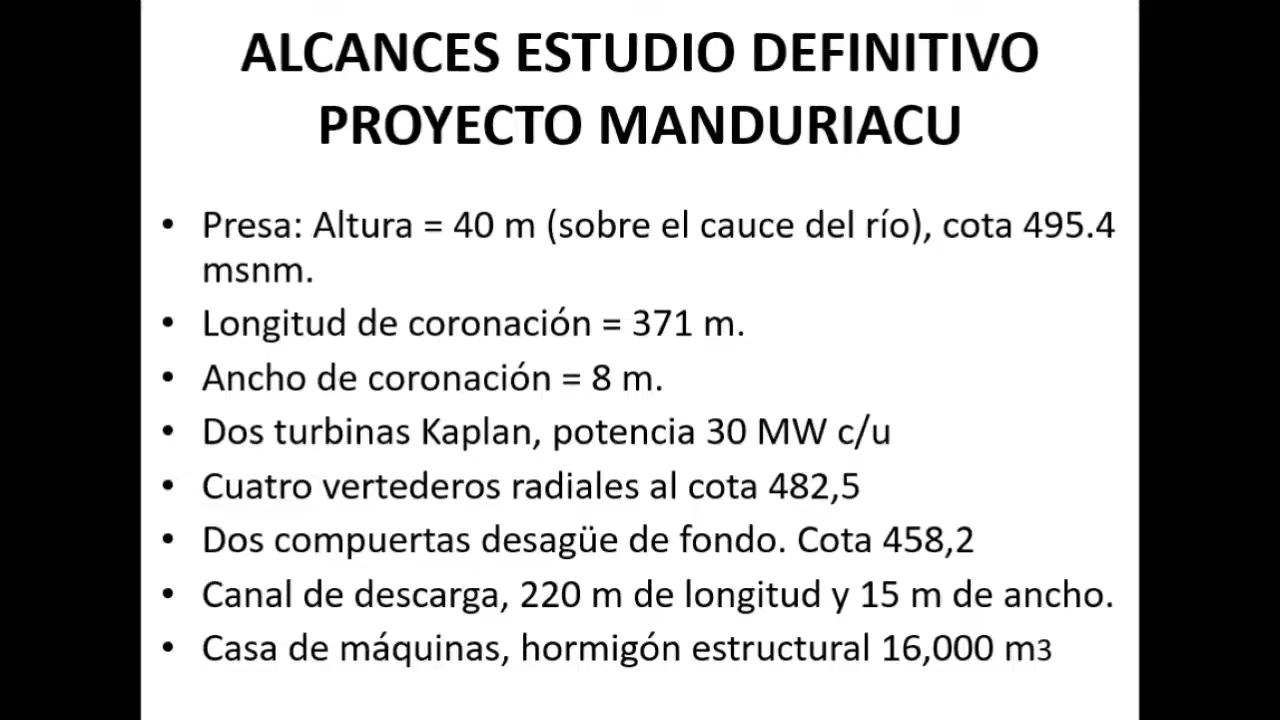 ALCANCES ESTUDIO DEFINITIVO
PROYECTO MANDURIACU
• Presa: Altura = 40 m (sobre el cauce del río), cota 495.4
msnm.
• Longitud de coronación = 371 m.
• Ancho de coronación = 8 m.
• Dos turbinas Kaplan, potencia 30 MW c/u
• Cuatro vertederos radiales al cota 482,5
• Dos compuertas desagüe de fondo. Cota 458,2
• Canal de descarga, 220 m de longitud y 15 m de ancho.
• Casa de máquinas, hormigón estructural 16,000 m3